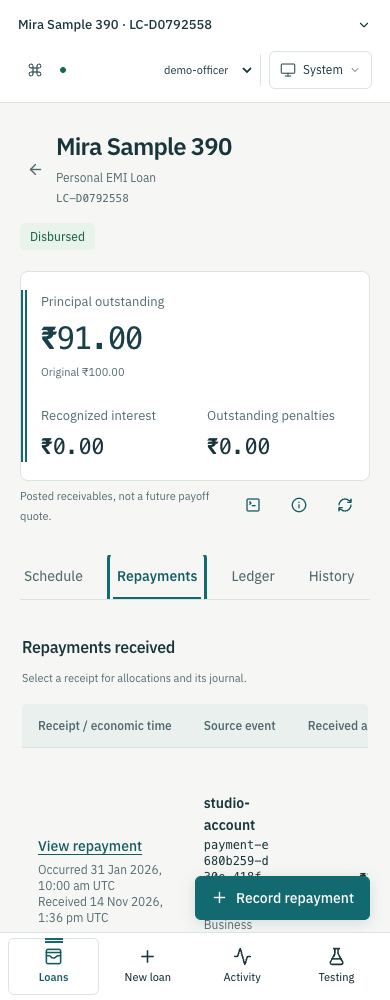 Mira Sample 390 · LC-D0792558
demo-officer
System
Mira Sample 390
Personal EMI Loan
LC-D0792558
Disbursed
Principal outstanding
₹91.00
Original ₹100.00
Recognized interest
Outstanding penalties
₹0.00
₹0.00
Posted receivables, not a future payoff
quote.
Schedule
Repayments
Ledger
History
Repayments received
Select a receipt for allocations and its journal.
Receipt / economic time
Source event
Received a
studio-
account
View repayment
payment-e
680b259-d
Occurred 31 Jan 2026,
10:00 am UTC
Received 14 Nov 2026,
1:36 pm UTC
Record repayment
Business
Loans
New loan
Activity
Testing